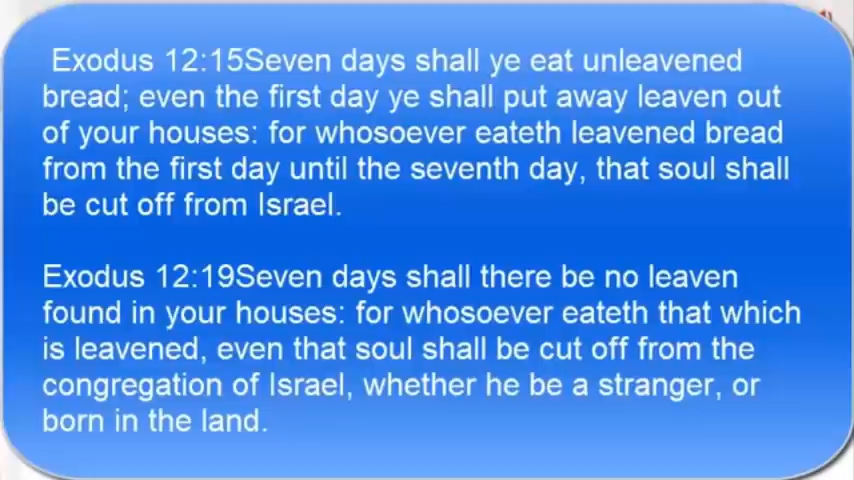 Exodus 12:15Seven days shall ye eat unleavened
bread; even the first day ye shall put away leaven out
of your houses: for whosoever eateth leavened bread
from the first day until the seventh day, that soul shall
be cut off from Israel.
Exodus 12:19Seven days shall there be no leaven
found in your houses: for whosoever eateth that which
is leavened, even that soul shall be cut off from the
congregation of Israel, whether he be a stranger, or
born in the land.